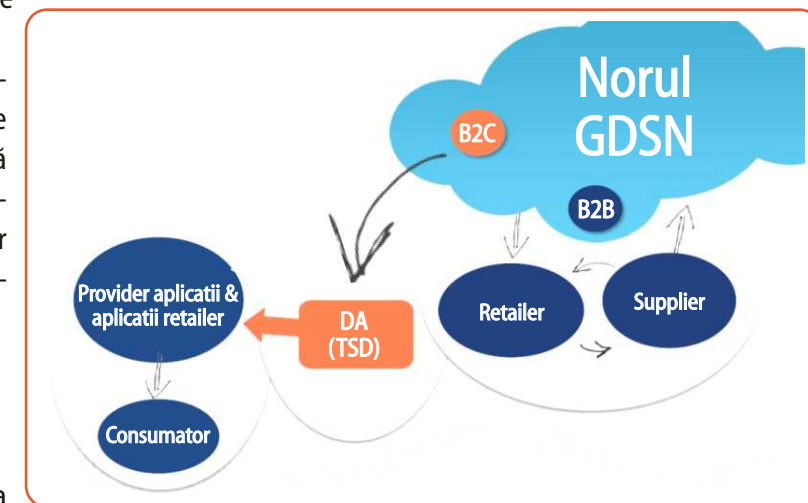 e
–
e
ă
–
r
–
a
Norul
GDSN
B2C
B2B
Provider aplicatii &
aplicatii retailer
DA
(TSD)
Retailer
Supplier
Consumator